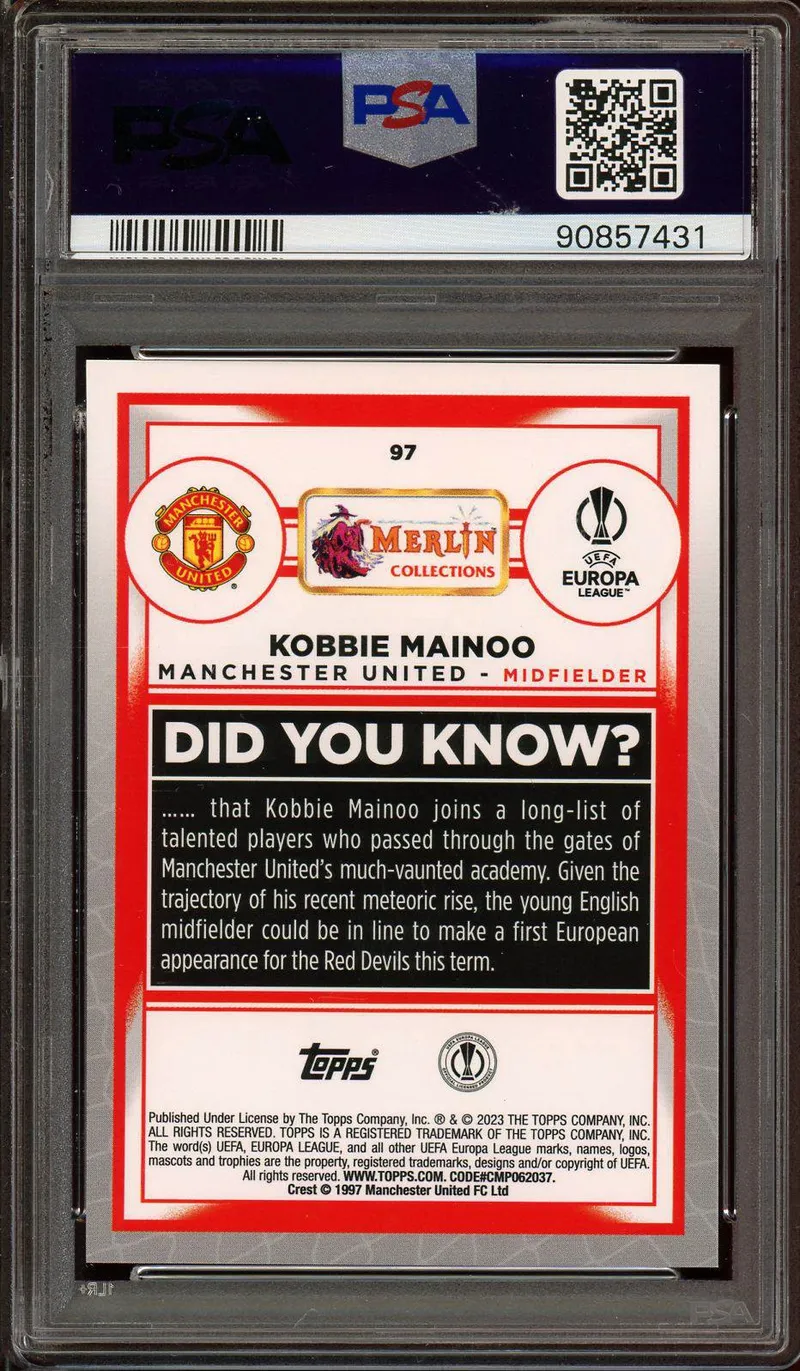 PSA
PSA
90857431
97
MANCHESTER
UNITED
MERLIN
COLLECTIONS
UEFA
EUROPA
LEAGUE™
KOBBIE MAINOO
MANCHESTER UNITED - MIDFIELDER
DID YOU KNOW?
...... that Kobbie Mainoo joins a long-list of
talented players who passed through the gates of
Manchester United's much-vaunted academy. Given the
trajectory of his recent meteoric rise, the young English
midfielder could be in line to make a first European
appearance for the Red Devils this term.
topps®
Published Under License by The Topps Company, Inc. ® & © 2023 THE TOPPS COMPANY, INC.
ALL RIGHTS RESERVED. TOPPS IS A REGISTERED TRADEMARK OF THE TOPPS COMPANY, INC.
The word(s) UEFA, EUROPA LEAGUE, and all other UEFA Europa League marks, names, logos,
mascots and trophies are the property, registered trademarks, designs and/or copyright of UEFA.
All rights reserved. WWW.TOPPS.COM. CODE#CMP062037.
Crest © 1997 Manchester United FC Ltd
PSA